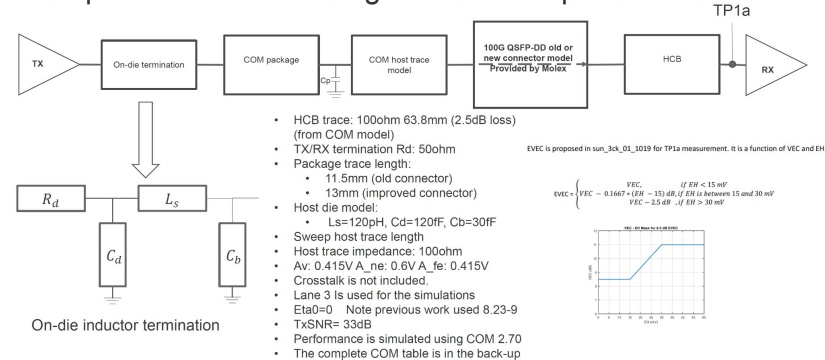 TP1a
TX
On-die termination
COM package
Cp
COM host trace
model
100G QSFP-DD old or
new connector model
Provided by Molex
HCB
RX
• HCB trace: 100ohm 63.8mm (2.5dB loss)
(from COM model)
• TX/RX termination Rd: 50ohm
• Package trace length:
• 11.5mm (old connector)
• 13mm (improved connector)
• Host die model:
• Ls=120pH, Cd=120fF, Cb=30fF
• Sweep host trace length
• Host trace impedance: 100ohm
• Av: 0.415V A_ne: 0.6V A_fe: 0.415V
• Crosstalk is not included.
• Lane 3 Is used for the simulations
• Eta0=0 Note previous work used 8.23-9
• TxSNR= 33dB
• Performance is simulated using COM 2.70
• The complete COM table is in the back-up
R_d
L_s
C_d
C_b
On-die inductor termination
EVEC is proposed in sun_3ck_01_1019 for TP1a measurement. It is a function of VEC and EH
VEC, if EH < 15 mV
EVEC = VEC − 0.1667 * (EH − 15) dB, if EH is between 15 and 30 mV
VEC − 2.5 dB , if EH > 30 mV